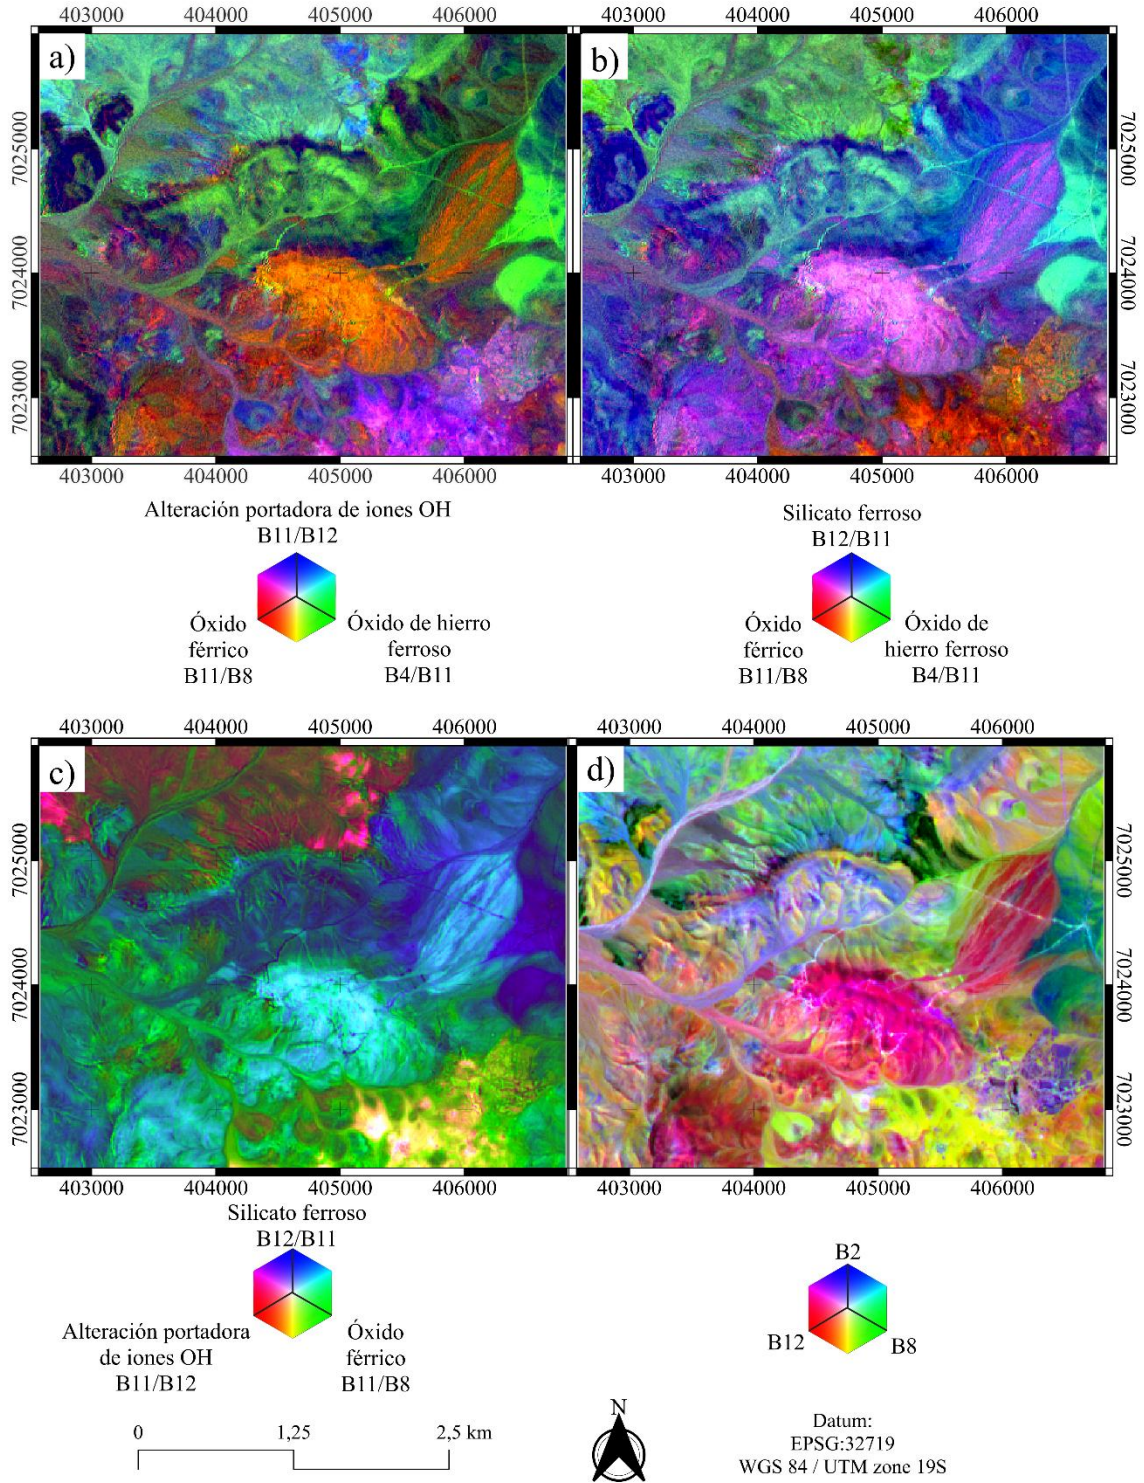 403000 404000 405000 406000 403000 404000 405000 406000
a) b)
7025000 7025000
7024000 7024000
7023000 7023000
403000 404000 405000 406000 403000 404000 405000 406000
Alteración portadora de iones OH
B11/B12
Óxido
férrico
B11/B8
Óxido de hierro
ferroso
B4/B11
Silicato ferroso
B12/B11
Óxido
férrico
B11/B8
Óxido de
hierro ferroso
B4/B11
403000 404000 405000 406000 403000 404000 405000 406000
c) d)
7025000 7025000
7024000 7024000
7023000 7023000
403000 404000 405000 406000 403000 404000 405000 406000
Silicato ferroso
B12/B11
Alteración portadora
de iones OH
B11/B12
Óxido
férrico
B11/B8
B2
B12 B8
0 1,25 2,5 km
N
Datum:
EPSG:32719
WGS 84 / UTM zone 19S